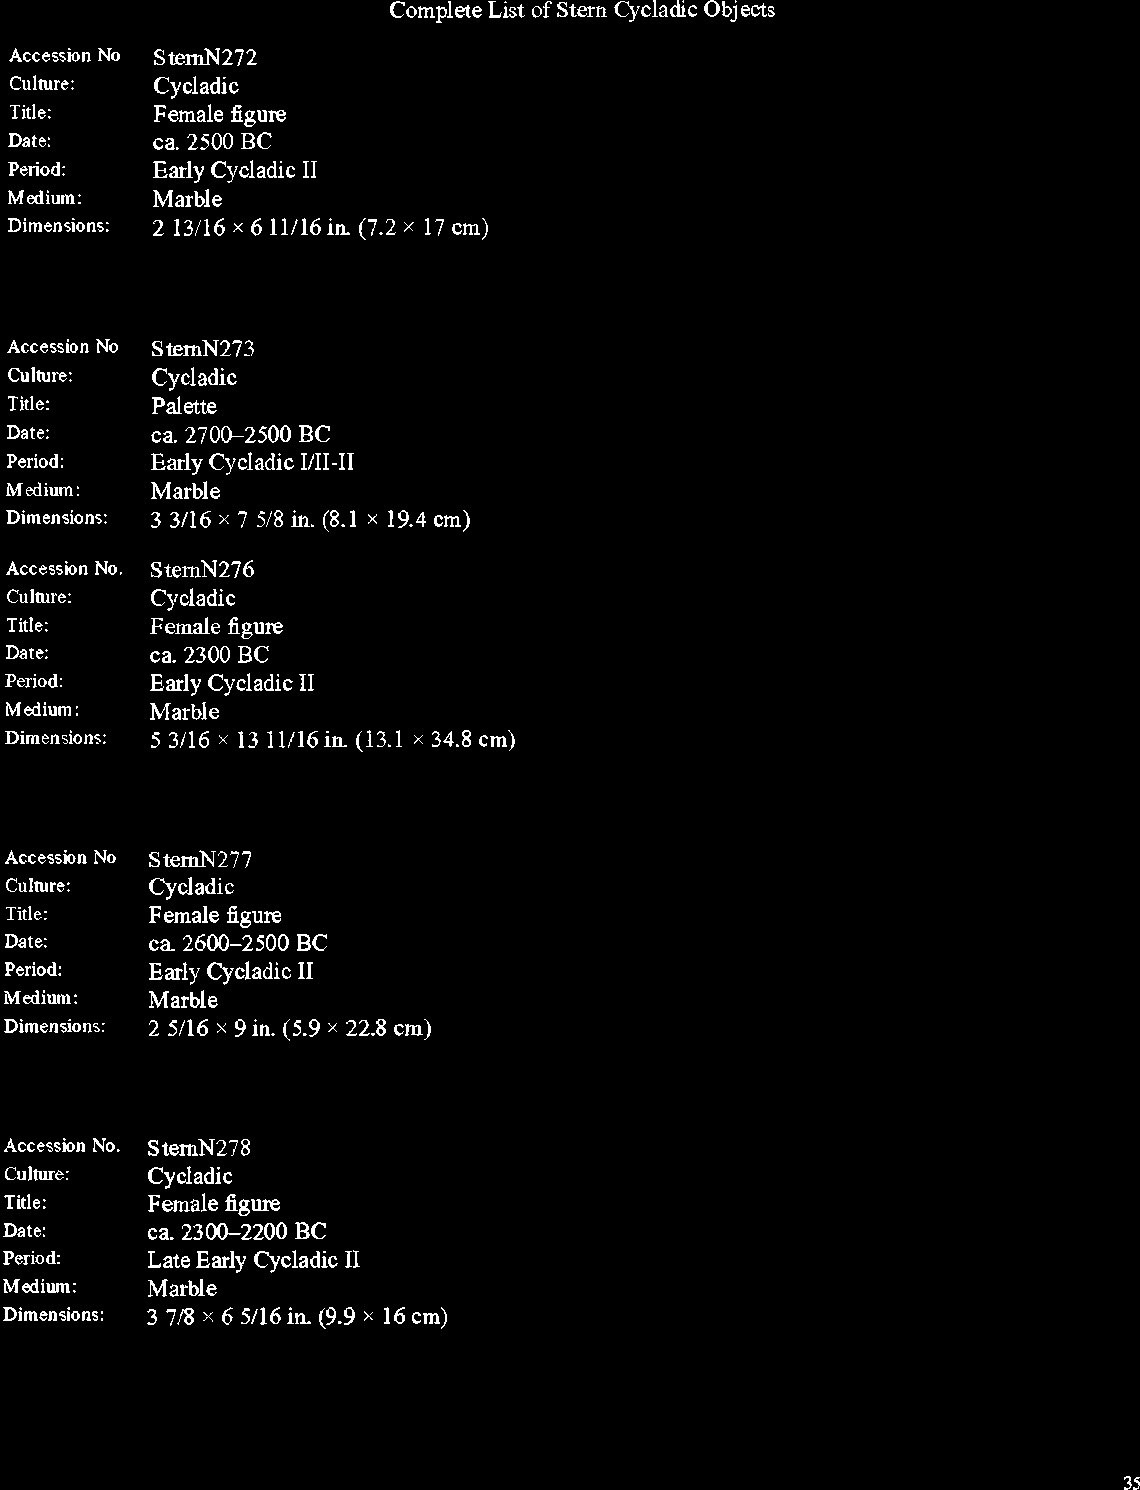 Complete List of Stern Cycladic Objects
Accession No SternN272
Culture: Cycladic
Title: Female figure
Date: ca. 2500 BC
Period: Early Cycladic II
Medium: Marble
Dimensions: 2 13/16 × 6 11/16 in. (7.2 × 17 cm)
Accession No SternN273
Culture: Cycladic
Title: Palette
Date: ca. 2700–2500 BC
Period: Early Cycladic I/II-II
Medium: Marble
Dimensions: 3 3/16 × 7 5/8 in. (8.1 × 19.4 cm)
Accession No. SternN276
Culture: Cycladic
Title: Female figure
Date: ca. 2300 BC
Period: Early Cycladic II
Medium: Marble
Dimensions: 5 3/16 × 13 11/16 in. (13.1 × 34.8 cm)
Accession No SternN277
Culture: Cycladic
Title: Female figure
Date: ca. 2600–2500 BC
Period: Early Cycladic II
Medium: Marble
Dimensions: 2 5/16 × 9 in. (5.9 × 22.8 cm)
Accession No. SternN278
Culture: Cycladic
Title: Female figure
Date: ca. 2300–2200 BC
Period: Late Early Cycladic II
Medium: Marble
Dimensions: 3 7/8 × 6 5/16 in. (9.9 × 16 cm)
35